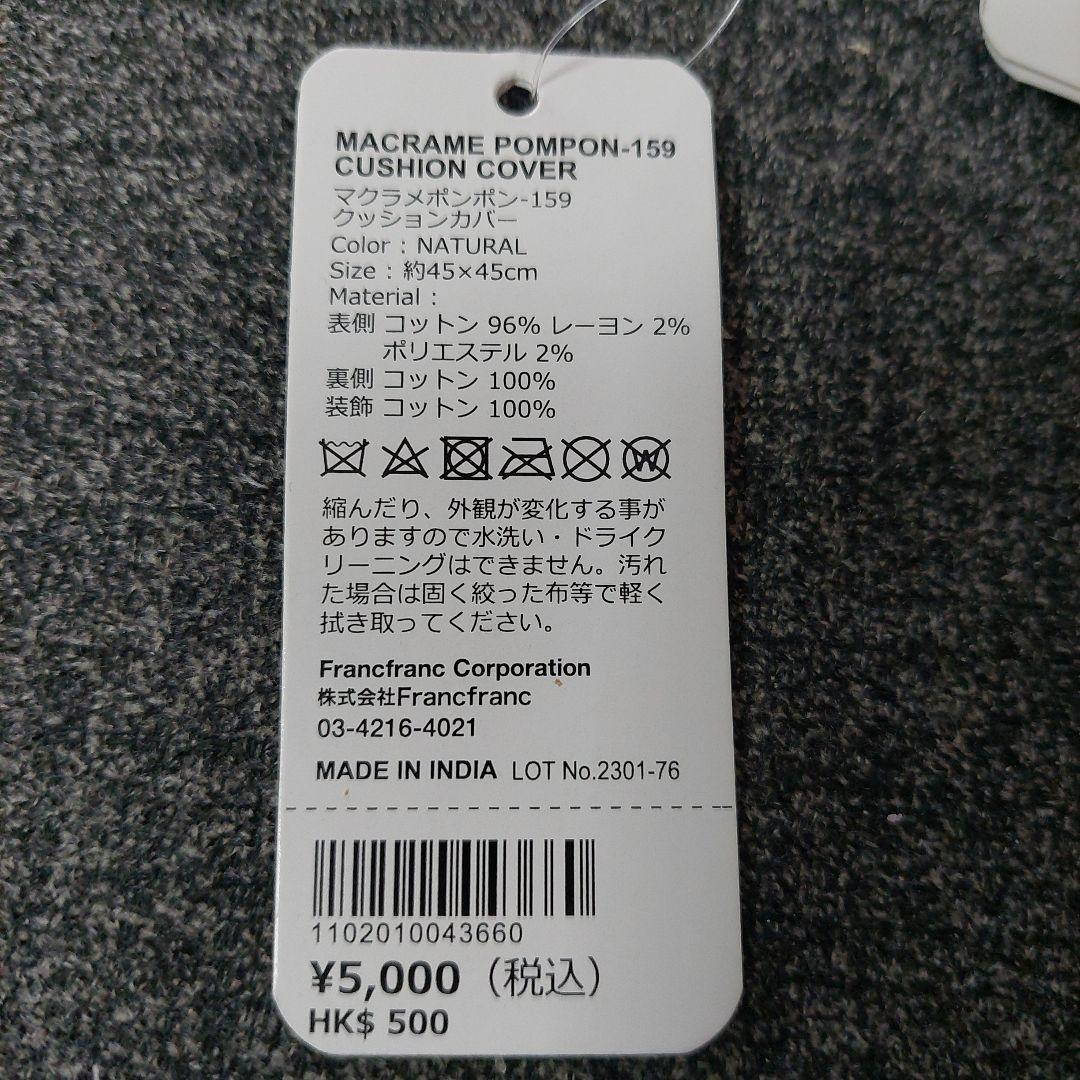 MACRAME POMPON-159
CUSHION COVER
マクラメポンポン-159
クッションカバー
Color : NATURAL
Size : 約45×45cm
Material :
表側 コットン 96% レーヨン 2%
ポリエステル 2%
裏側 コットン 100%
装飾 コットン 100%
W
縮んだり、外観が変化する事が
ありますので水洗い・ドライク
リーニングはできません。汚れ
た場合は固く絞った布等で軽く
拭き取ってください。
Francfranc Corporation
株式会社Francfranc
03-4216-4021
MADE IN INDIA LOT No.2301-76
1102010043660
¥5,000（税込）
HK$ 500